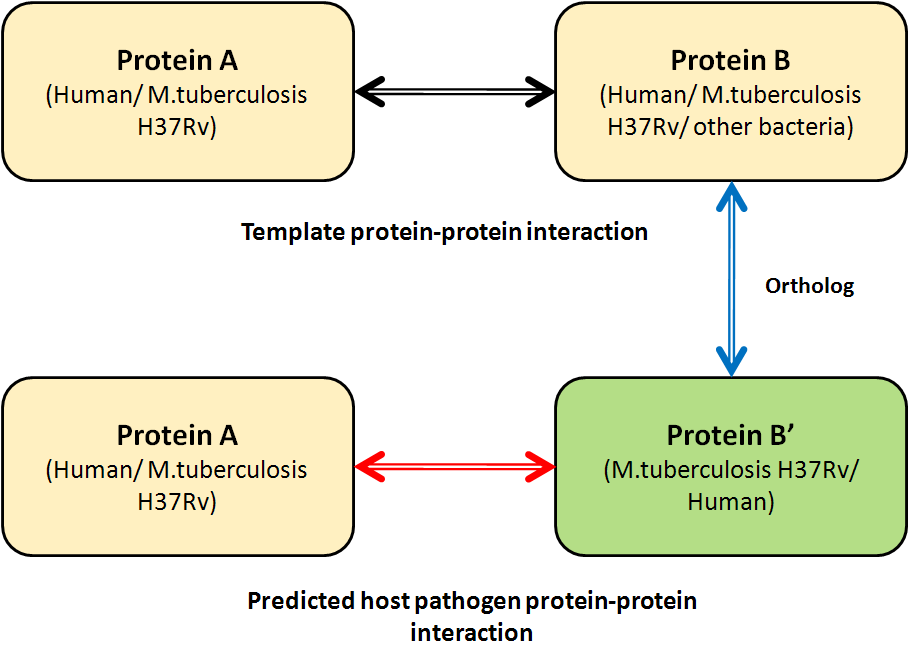 Protein A
(Human/ M.tuberculosis
H37Rv)
Protein B
(Human/ M.tuberculosis
H37Rv/ other bacteria)
Template protein-protein interaction
Ortholog
Protein A
(Human/ M.tuberculosis
H37Rv)
Protein B’
(M.tuberculosis H37Rv/
Human)
Predicted host pathogen protein-protein
interaction